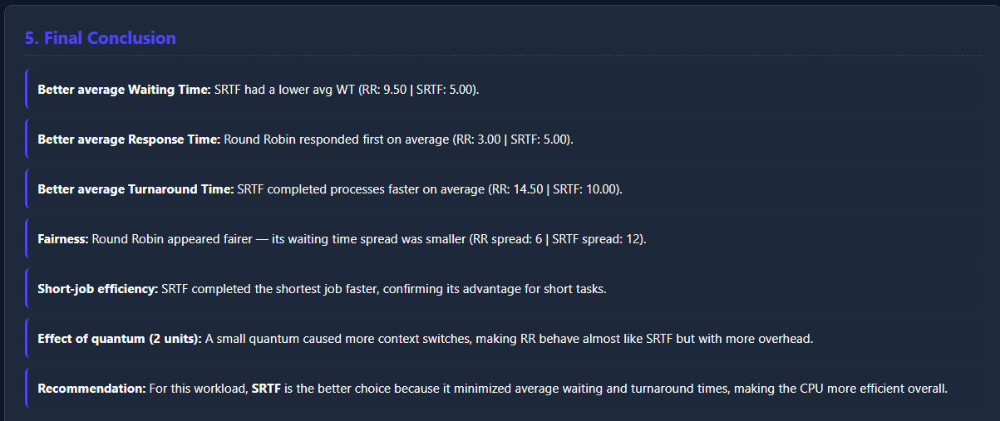 5. Final Conclusion
Better average Waiting Time: SRTF had a lower avg WT (RR: 9.50 | SRTF: 5.00).
Better average Response Time: Round Robin responded first on average (RR: 3.00 | SRTF: 5.00).
Better average Turnaround Time: SRTF completed processes faster on average (RR: 14.50 | SRTF: 10.00).
Fairness: Round Robin appeared fairer — its waiting time spread was smaller (RR spread: 6 | SRTF spread: 12).
Short-job efficiency: SRTF completed the shortest job faster, confirming its advantage for short tasks.
Effect of quantum (2 units): A small quantum caused more context switches, making RR behave almost like SRTF but with more overhead.
Recommendation: For this workload, SRTF is the better choice because it minimized average waiting and turnaround times, making the CPU more efficient overall.